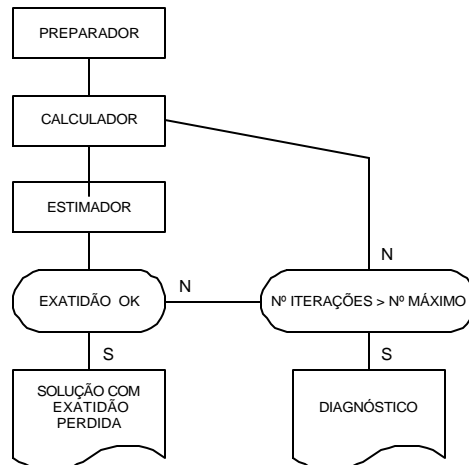 PREPARADOR
CALCULADOR
ESTIMADOR
N
EXATIDÃO OK
N
Nº ITERAÇÕES > Nº MÁXIMO
S
S
SOLUÇÃO COM
EXATIDÃO
PERDIDA
DIAGNÓSTICO